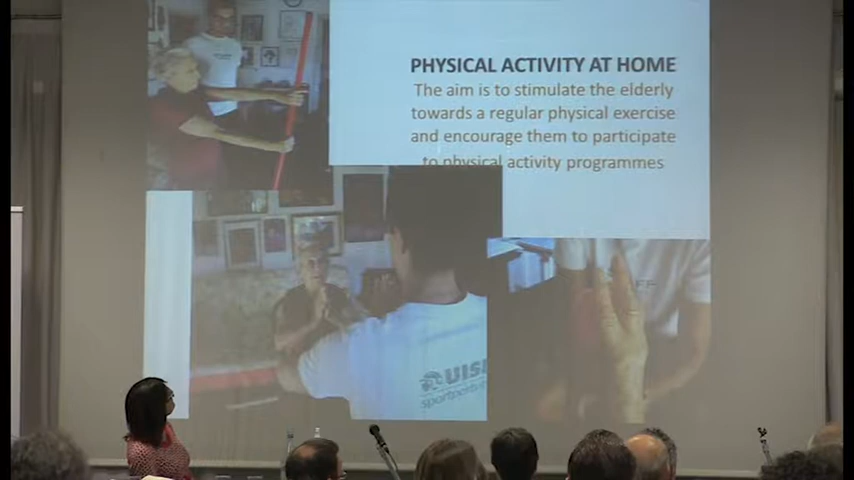 PHYSICAL ACTIVITY AT HOME
The aim is to stimulate the elderly
towards a regular physical exercise
and encourage them to participate
to physical activity programmes
UISP